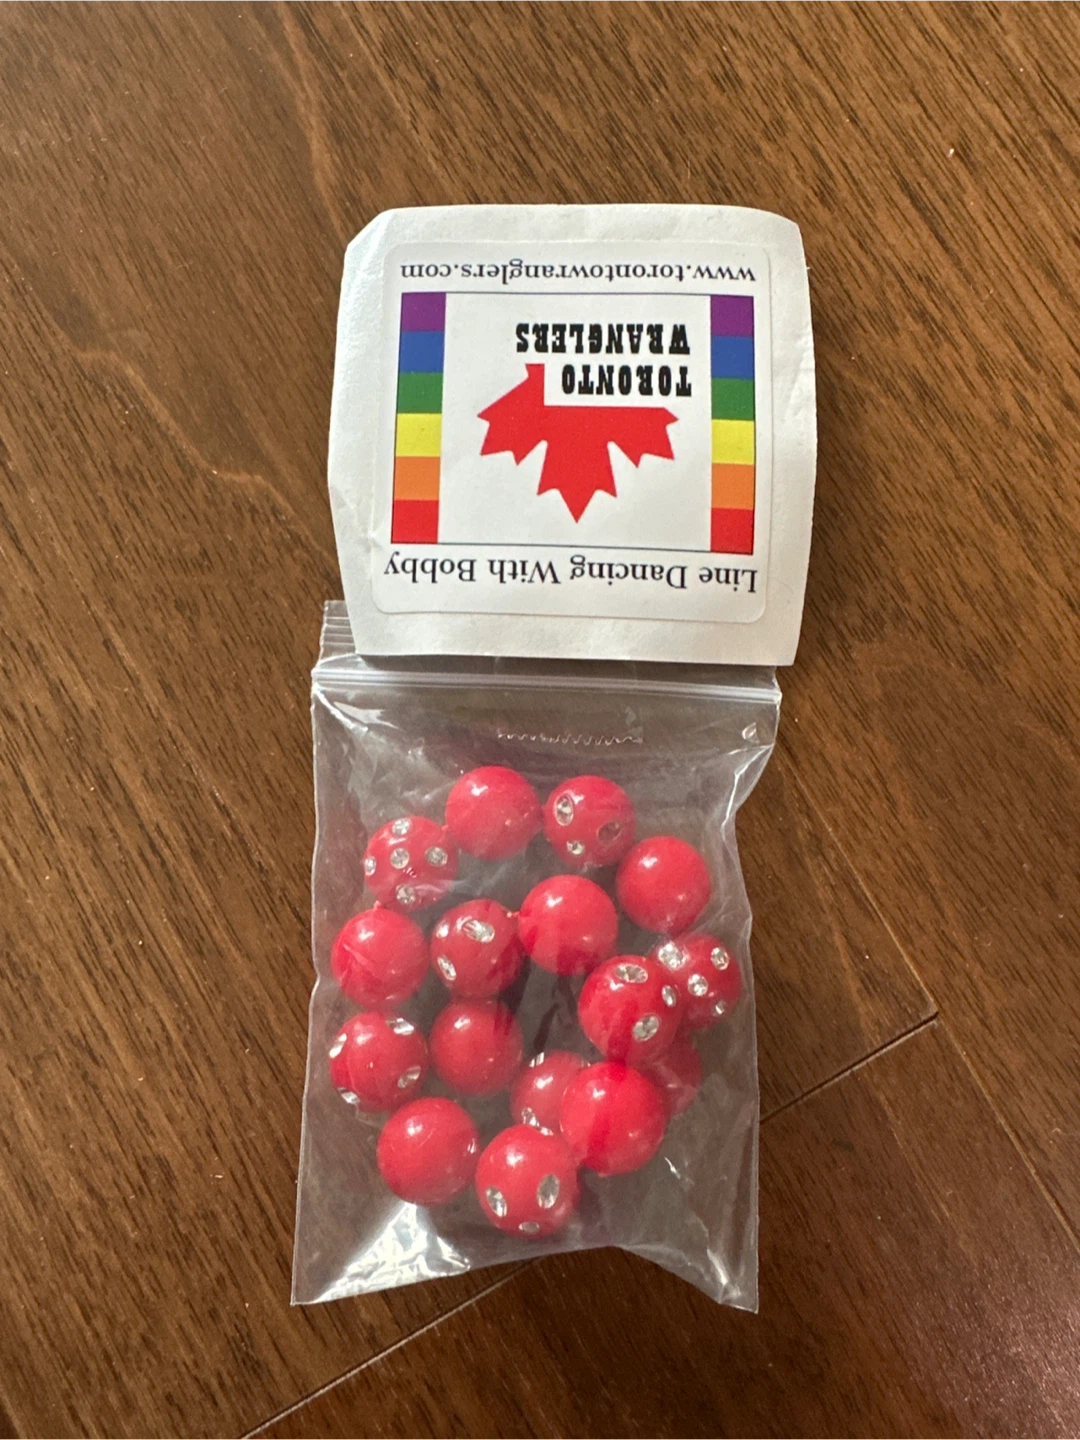 Line Dancing With Bobby
TORONTO
WRANGLERS
www.torontowranglers.com